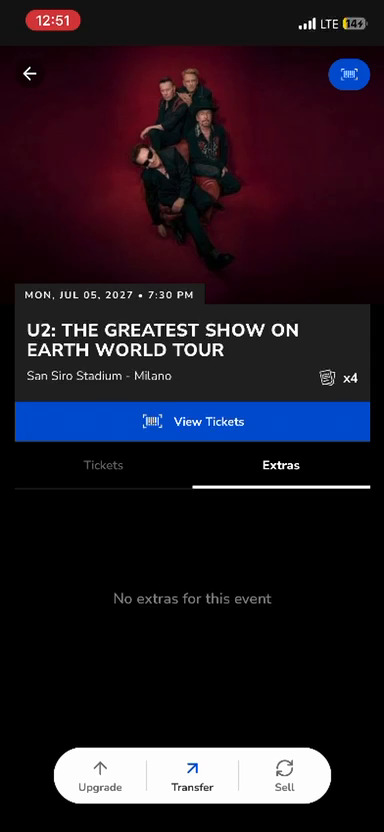 12:51
LTE
14
MON, JUL 05, 2027 • 7:30 PM
U2: THE GREATEST SHOW ON
EARTH WORLD TOUR
San Siro Stadium - Milano
x4
View Tickets
Tickets
Extras
No extras for this event
Upgrade
Transfer
Sell